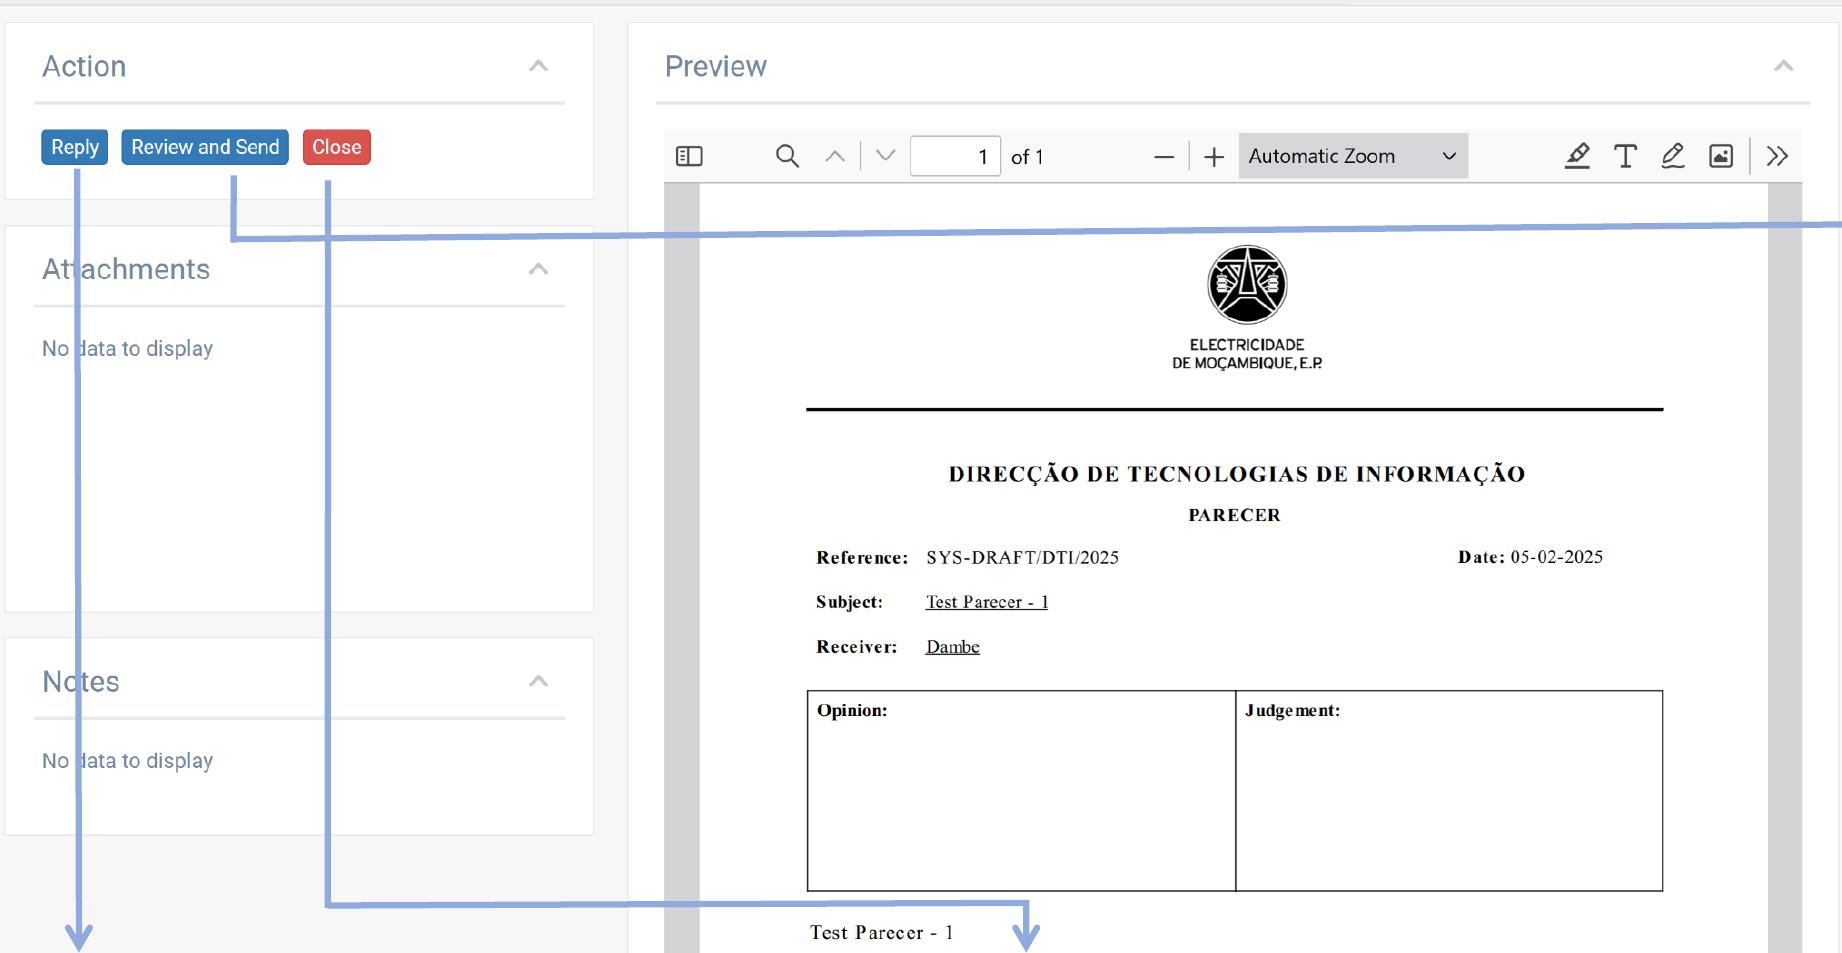 Action
Reply Review and Send Close
Attachments
No data to display
Notes
No data to display
Preview
1 of 1 Automatic Zoom
ELECTRICIDADE
DE MOÇAMBIQUE, E.P.
DIRECÇÃO DE TECNOLOGIAS DE INFORMAÇÃO
PARECER
Reference: SYS-DRAFT/DTI/2025 Date: 05-02-2025
Subject: Test Parecer - 1
Receiver: Dambe
Opinion: Judgement:
Test Parecer - 1